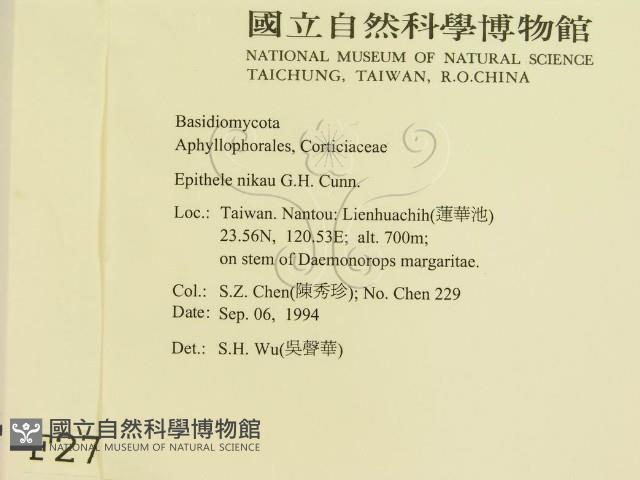 國立自然科學博物館
NATIONAL MUSEUM OF NATURAL SCIENCE
TAICHUNG, TAIWAN, R.O.CHINA
Basidiomycota
Aphyllophorales, Corticiaceae
Epithele nikau G.H. Cunn.
Loc.: Taiwan. Nantou: Lienhuachih(蓮華池)
23.56N, 120.53E; alt. 700m;
on stem of Daemonorops margaritae.
Col.: S.Z. Chen(陳秀珍); No. Chen 229
Date: Sep. 06, 1994
Det.: S.H. Wu(吳聲華)
國立自然科學博物館
NATIONAL MUSEUM OF NATURAL SCIENCE
F27